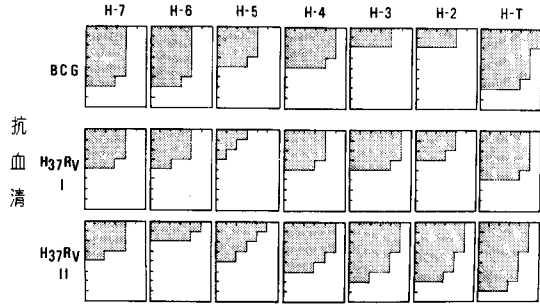 H-7 H-6 H-5 H-4 H-3 H-2 H-T
BCG
抗血清
H37RV I
H37RV II